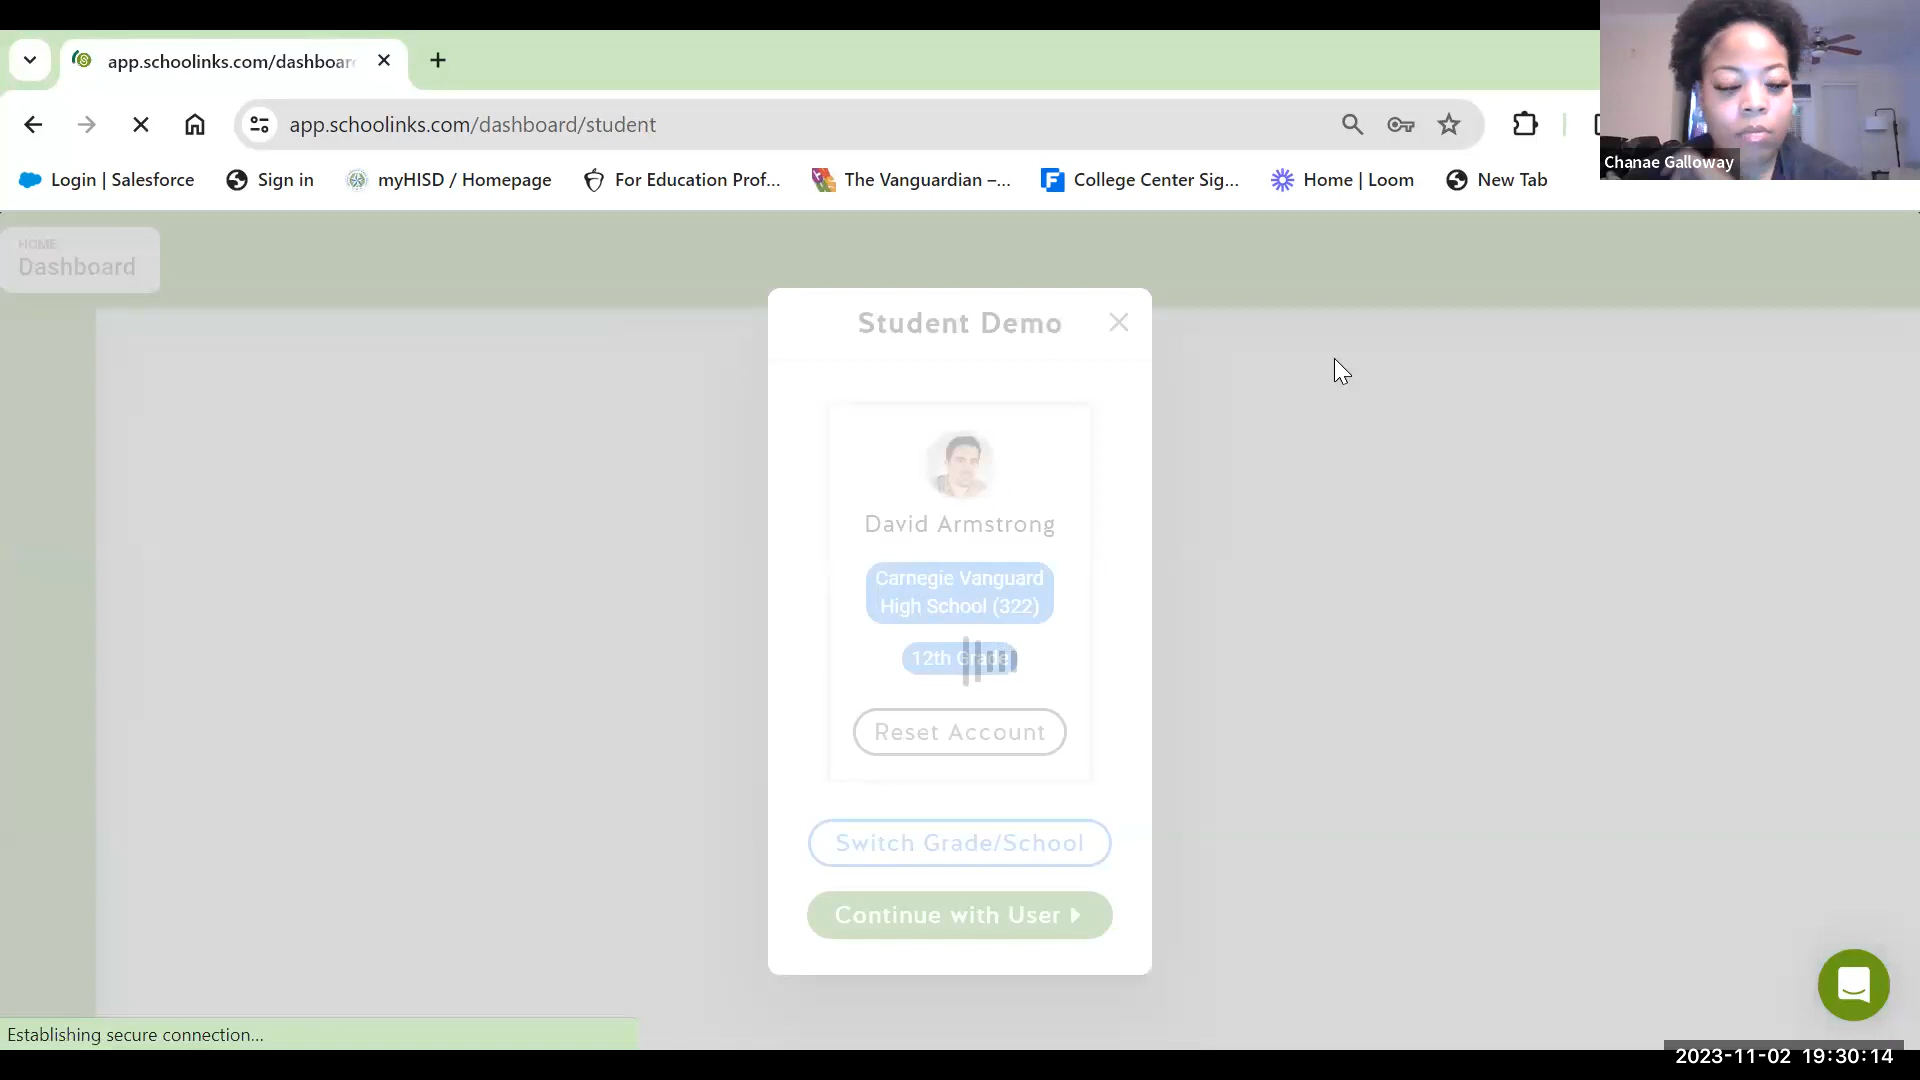 app.schoolinks.com/dashboar
app.schoolinks.com/dashboard/student
Login | Salesforce
Sign in
myHISD / Homepage
For Education Prof...
The Vanguardian –...
College Center Sig...
Home | Loom
New Tab
Chanae Galloway
HOME
Dashboard
Student Demo
David Armstrong
Carnegie Vanguard
High School (322)
12th Grade
Reset Account
Switch Grade/School
Continue with User
Establishing secure connection...
2023-11-02 19:30:14